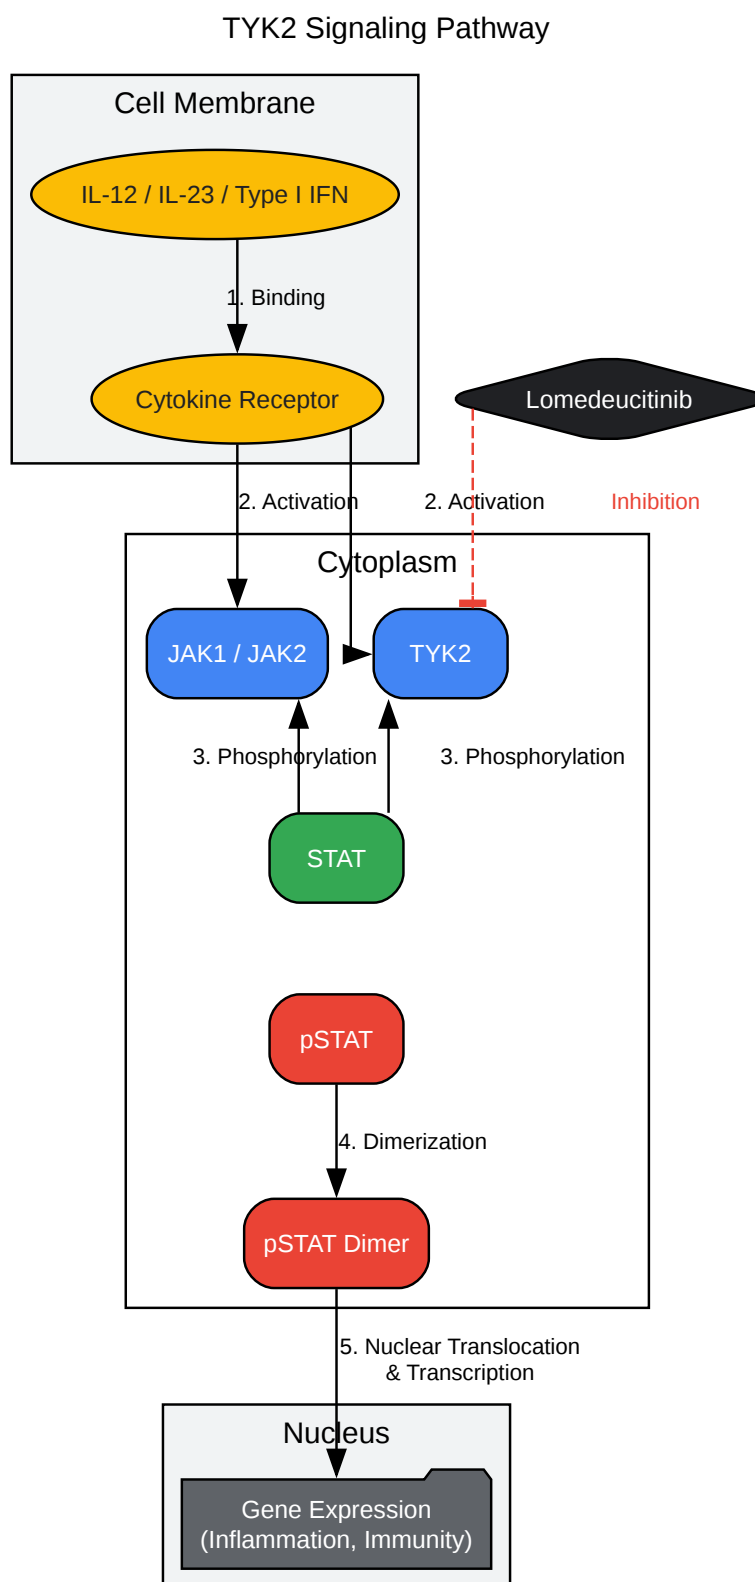 TYK2 Signaling Pathway
Cell Membrane
IL-12 / IL-23 / Type I IFN
1. Binding
Cytokine Receptor
Lomedeucitinib
2. Activation
2. Activation
Inhibition
Cytoplasm
JAK1 / JAK2
TYK2
3. Phosphorylation
3. Phosphorylation
STAT
pSTAT
4. Dimerization
pSTAT Dimer
5. Nuclear Translocation
& Transcription
Nucleus
Gene Expression
(Inflammation, Immunity)